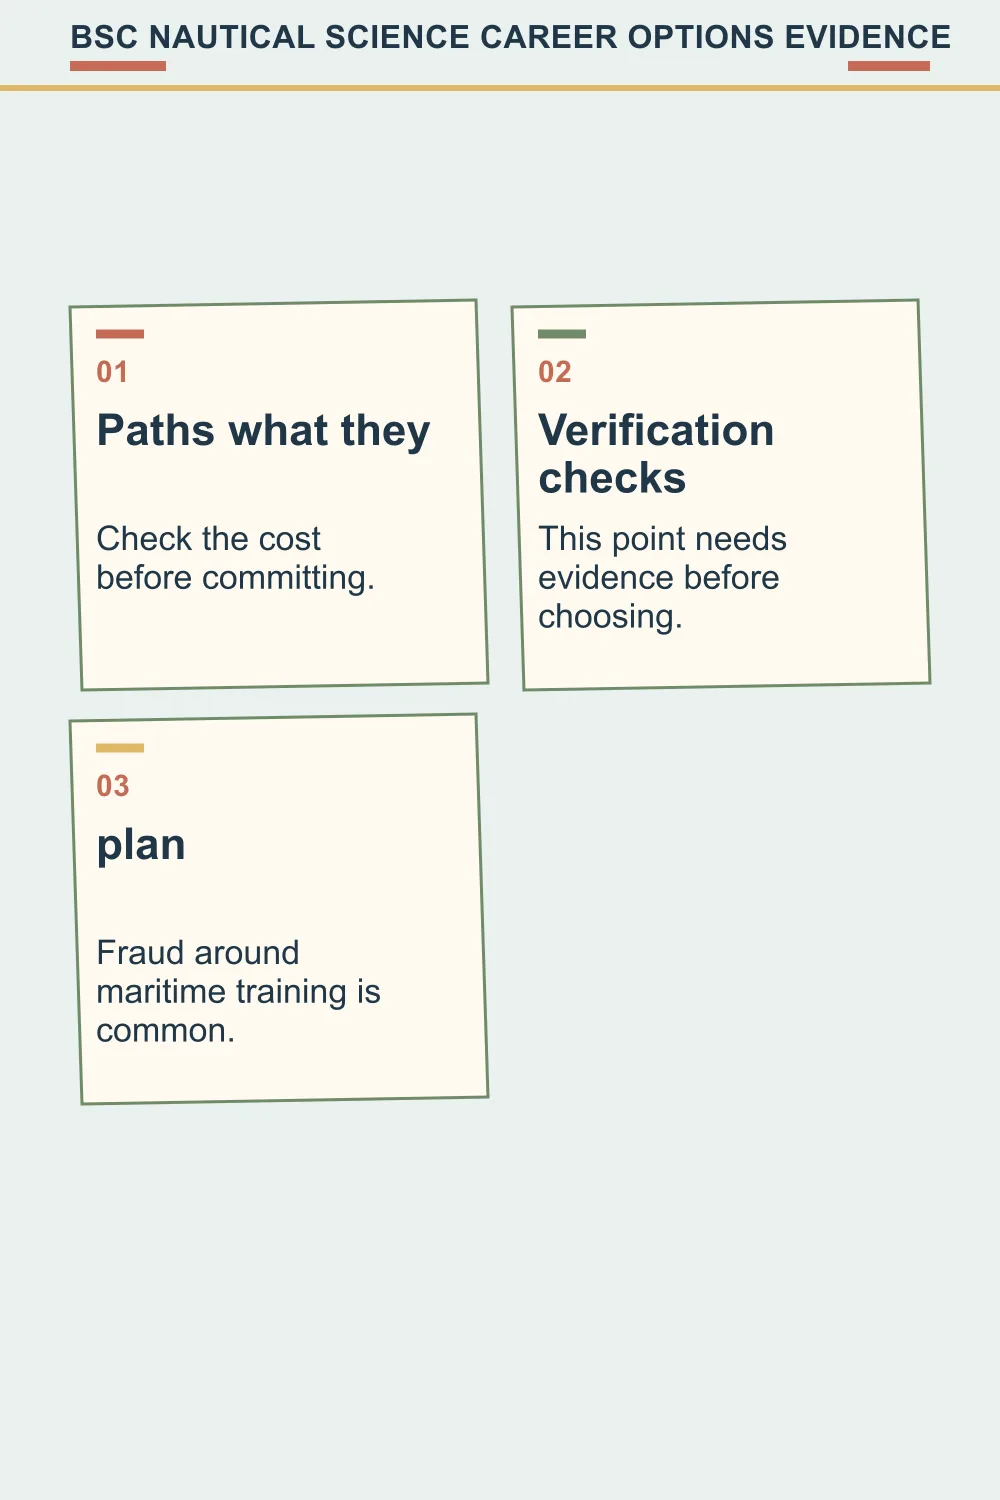 BSC NAUTICAL SCIENCE CAREER OPTIONS EVIDENCE
01
Paths what they
Check the cost
before committing.
02
Verification
checks
This point needs
evidence before
choosing.
03
plan
Fraud around
maritime training is
common.